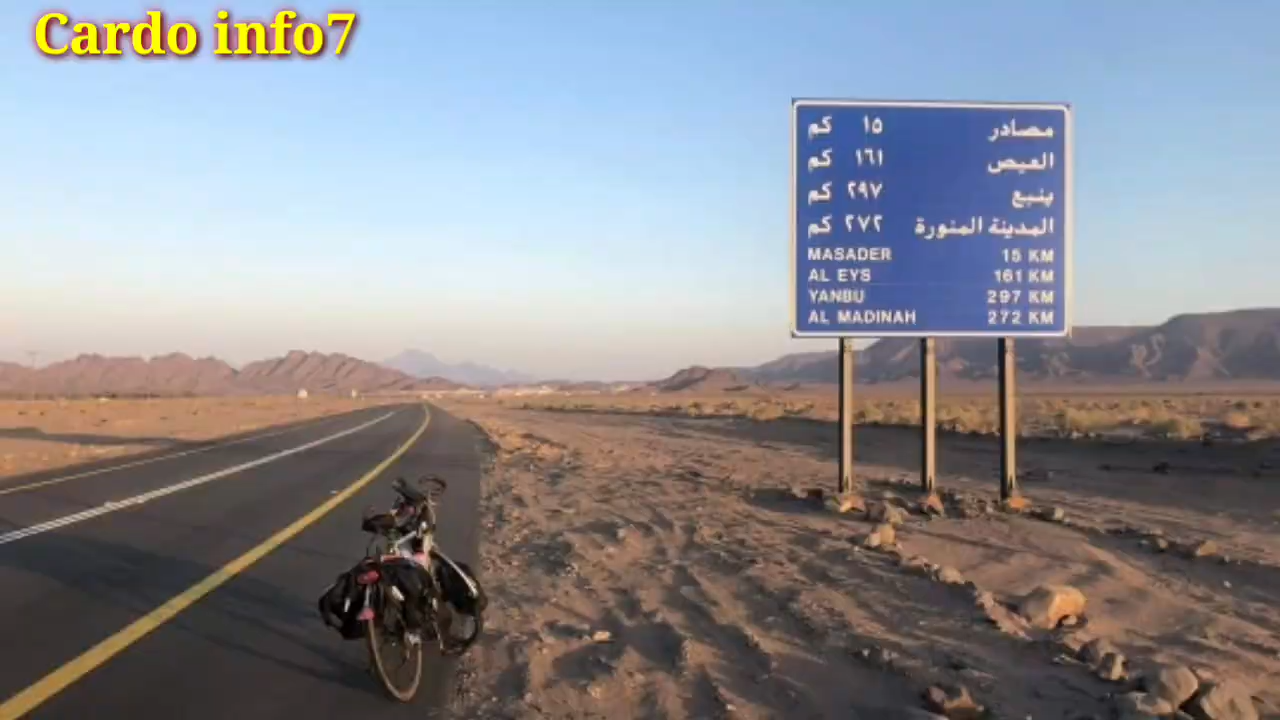 Cardo info7
مصادر ١٥ كم
العيص ١٦١ كم
ينبع ٢٩٧ كم
المدينة المنورة ٢٧٢ كم
MASADER 15 KM
AL EYS 161 KM
YANBU 297 KM
AL MADINAH 272 KM